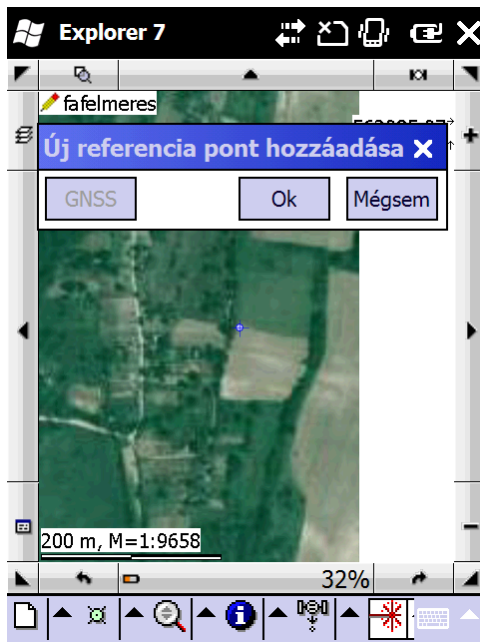 Explorer 7
fafelmeres
Új referencia pont hozzáadása
GNSS
Ok
Mégsem
200 m, M=1:9658
32%